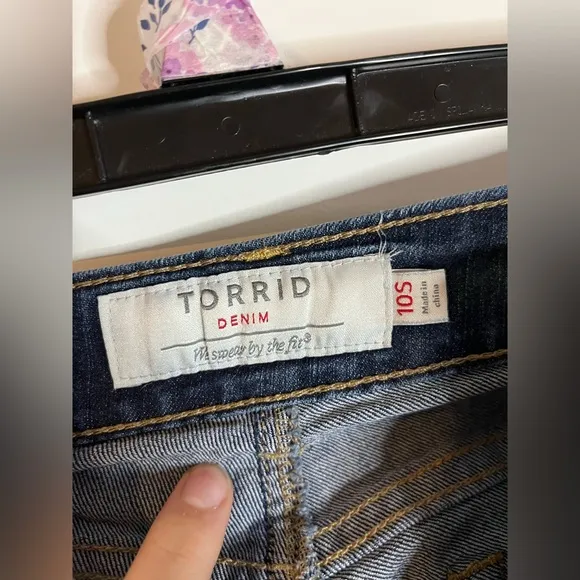 TORRID
DENIM
We swear by the fit®
10S
Made in
china